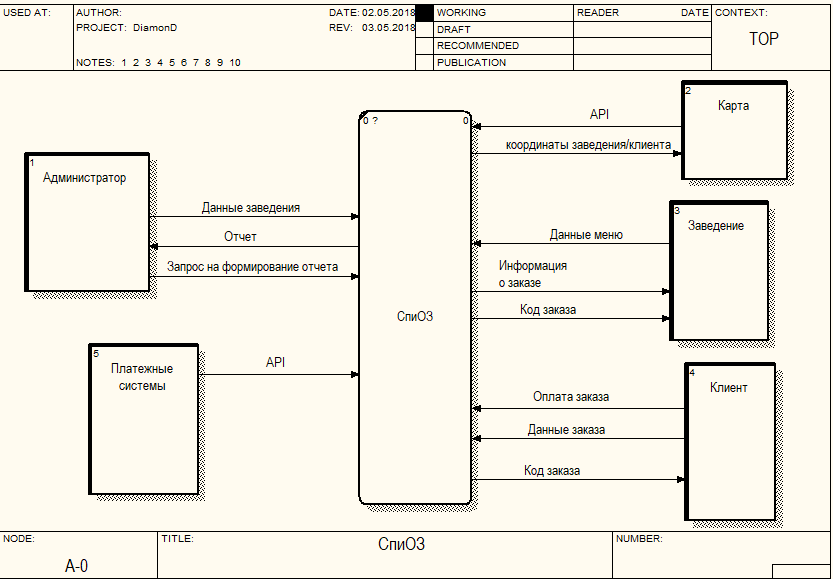 USED AT:
AUTHOR:
DATE: 02.05.2018
PROJECT: DiamonD
REV: 03.05.2018
NOTES: 1 2 3 4 5 6 7 8 9 10
WORKING
DRAFT
RECOMMENDED
PUBLICATION
READER
DATE
CONTEXT:
TOP
1
Администратор
Данные заведения
Отчет
Запрос на формирование отчета
5
Платежные
системы
API
0 ?
0
СпиОЗ
2
Карта
API
координаты заведения/клиента
3
Заведение
Данные меню
Информация
о заказе
Код заказа
4
Клиент
Оплата заказа
Данные заказа
Код заказа
NODE:
A-0
TITLE:
СпиОЗ
NUMBER: